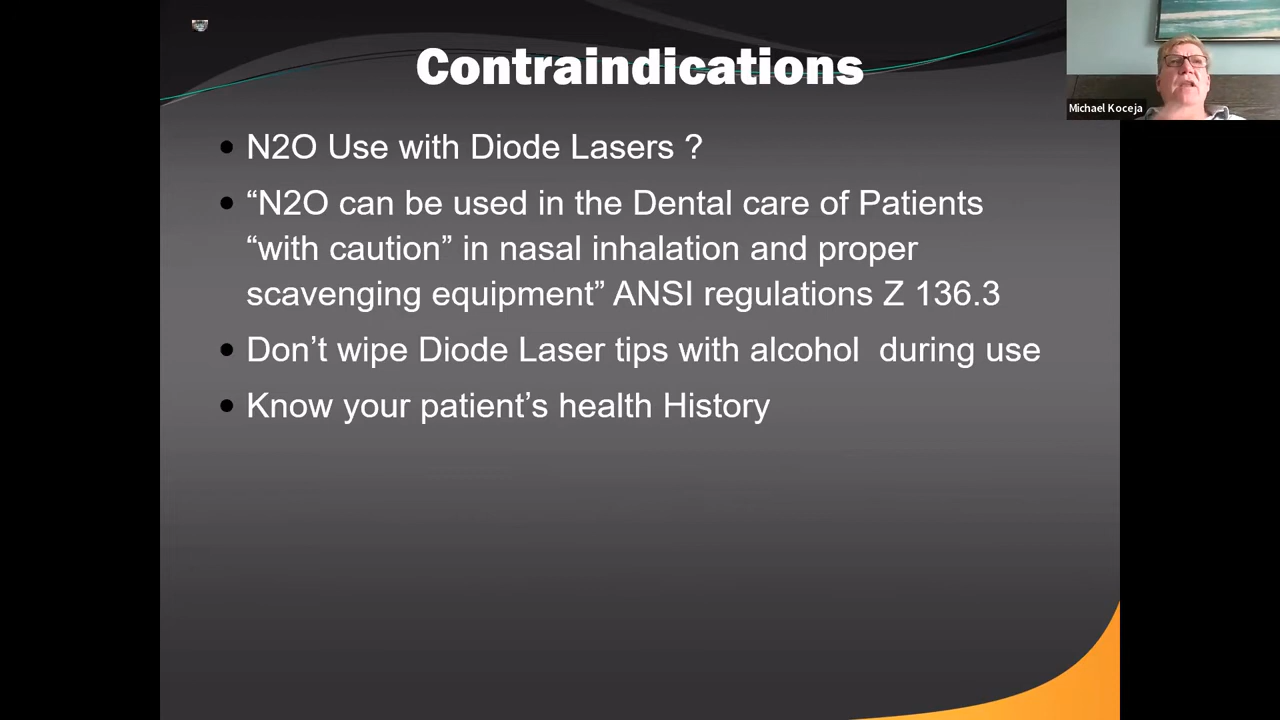 Contraindications
Michael Koceja
• N2O Use with Diode Lasers ?
• “N2O can be used in the Dental care of Patients
“with caution” in nasal inhalation and proper
scavenging equipment” ANSI regulations Z 136.3
• Don’t wipe Diode Laser tips with alcohol  during use
• Know your patient’s health History